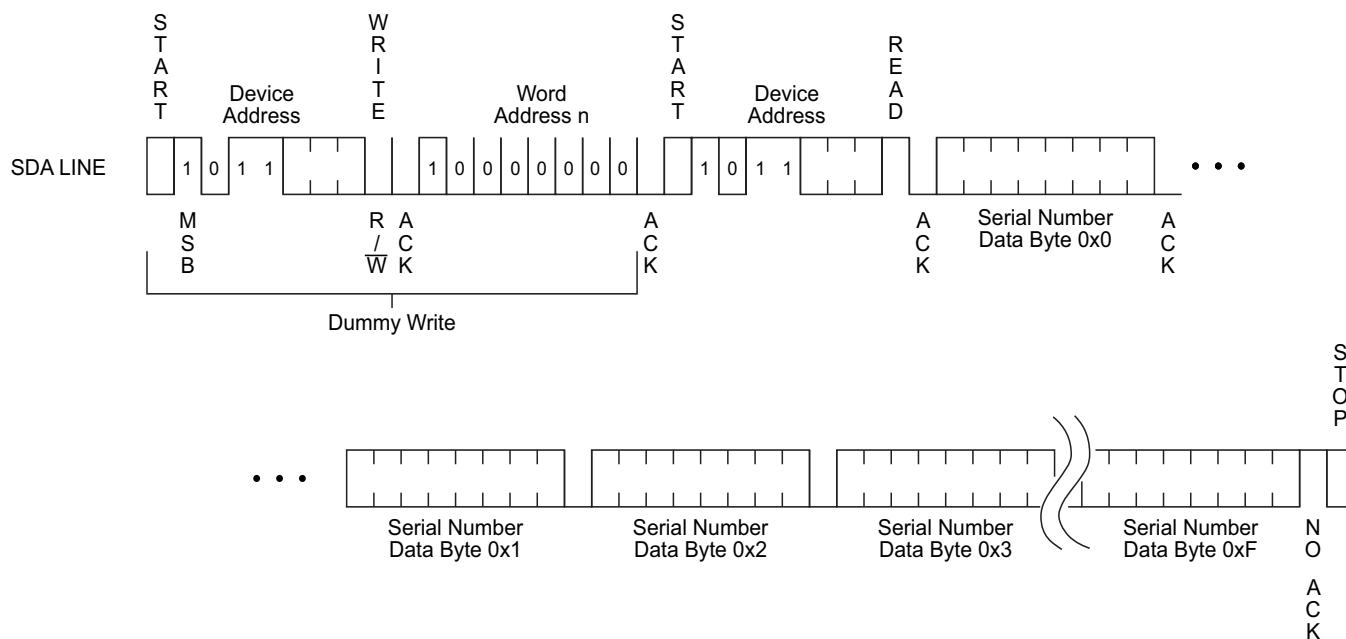 START
WRITE
START
READ
Device
Address
Word
Address n
Device
Address
SDA LINE
1 0 1 1
1 0 0 0 0 0 0 0
1 0 1 1
• • •
MSB
R/W
ACK
ACK
ACK
Serial Number
Data Byte 0x0
ACK
Dummy Write
STOP
• • •
Serial Number
Data Byte 0x1
Serial Number
Data Byte 0x2
Serial Number
Data Byte 0x3
Serial Number
Data Byte 0xF
NO ACK